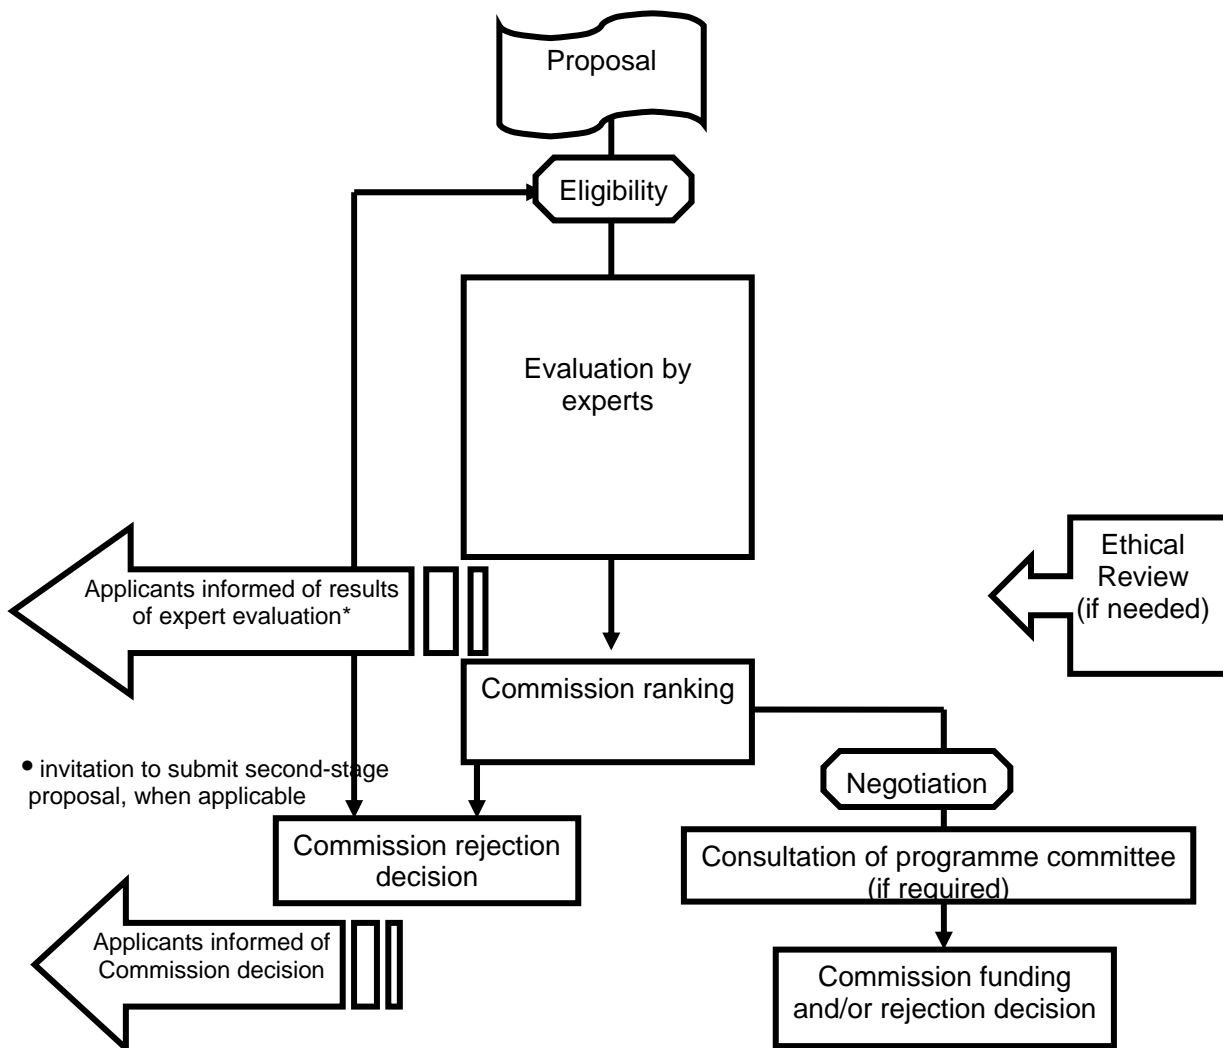 Proposal
Eligibility
Evaluation by
experts
Ethical
Review
(if needed)
Applicants informed of results
of expert evaluation*
Commission ranking
• invitation to submit second-stage
proposal, when applicable
Negotiation
Commission rejection
decision
Consultation of programme committee
(if required)
Applicants informed of
Commission decision
Commission funding
and/or rejection decision